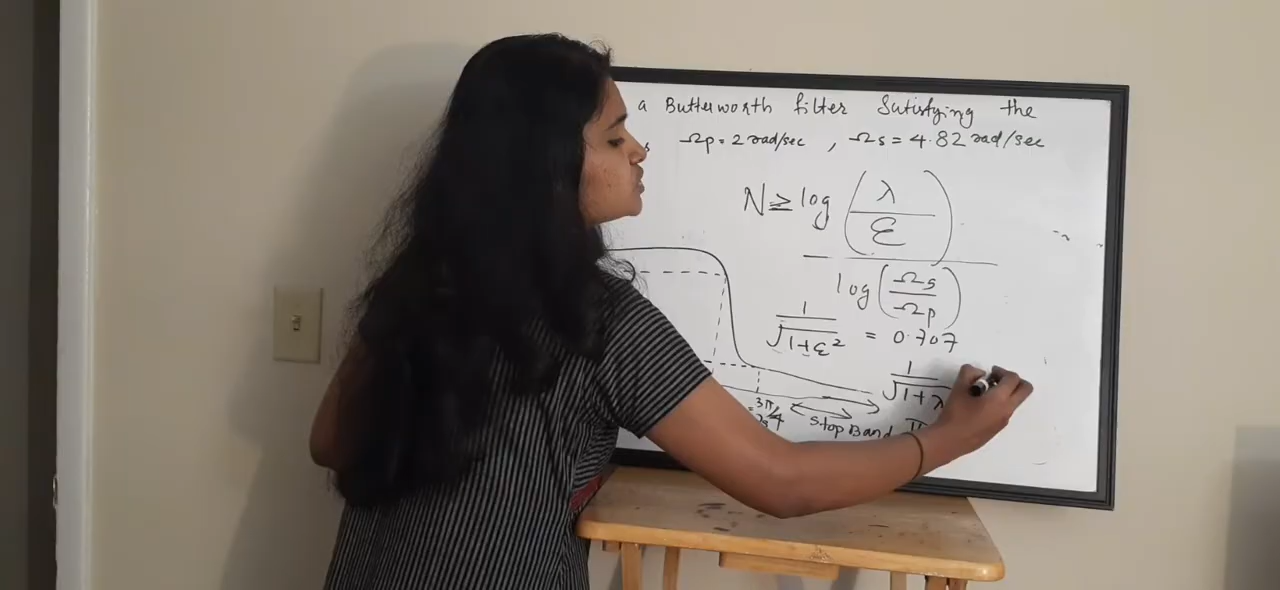 a Butterworth filter Satisfying the
Ωp = 2 rad/sec , Ωs = 4.82 rad/sec
N ≥ log (λ/ε)
log (Ωs/Ωp)
1/√1+ε² = 0.707
1/√1+λ
= 3π/4
Stop Band
π